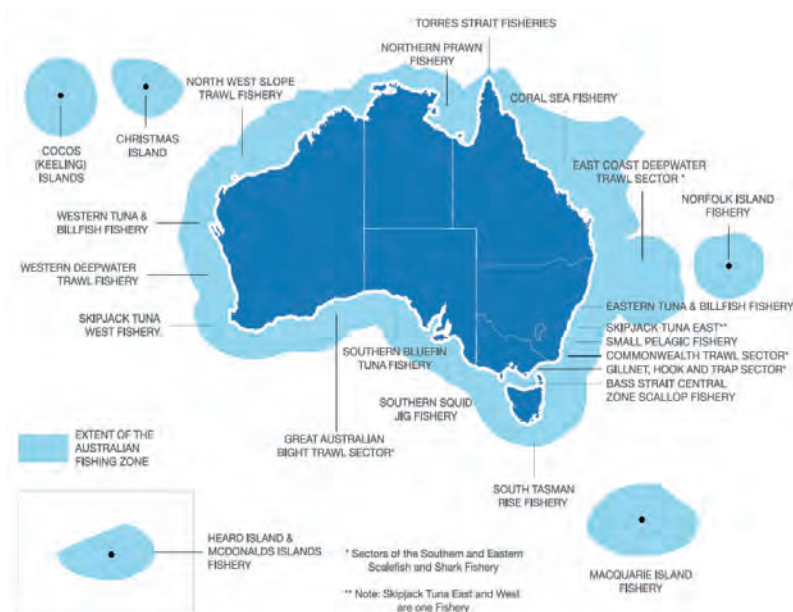 TORRES STRAIT FISHERIES
NORTHERN PRAWN
FISHERY
NORTH WEST SLOPE
TRAWL FISHERY
CORAL SEA FISHERY
COCOS
(KEELING)
ISLANDS
CHRISTMAS
ISLAND
EAST COAST DEEPWATER
TRAWL SECTOR *
NORFOLK ISLAND
FISHERY
WESTERN TUNA &
BILLFISH FISHERY
WESTERN DEEPWATER
TRAWL FISHERY
SKIPJACK TUNA
WEST FISHERY.
EASTERN TUNA & BILLFISH FISHERY
SKIPJACK TUNA EAST**
SMALL PELAGIC FISHERY
COMMONWEALTH TRAWL SECTOR*
GILLNET, HOOK AND TRAP SECTOR*
BASS STRAIT CENTRAL
ZONE SCALLOP FISHERY
SOUTHERN BLUEFIN
TUNA FISHERY
SOUTHERN SQUID
JIG FISHERY
GREAT AUSTRALIAN
BIGHT TRAWL SECTOR*
EXTENT OF THE
AUSTRALIAN
FISHING ZONE
SOUTH TASMAN
RISE FISHERY
HEARD ISLAND &
MCDONALDS ISLANDS
FISHERY
* Sectors of the Southern and Eastern
Scalefish and Shark Fishery
** Note: Skipjack Tuna East and West
are one Fishery
MACQUARIE ISLAND
FISHERY